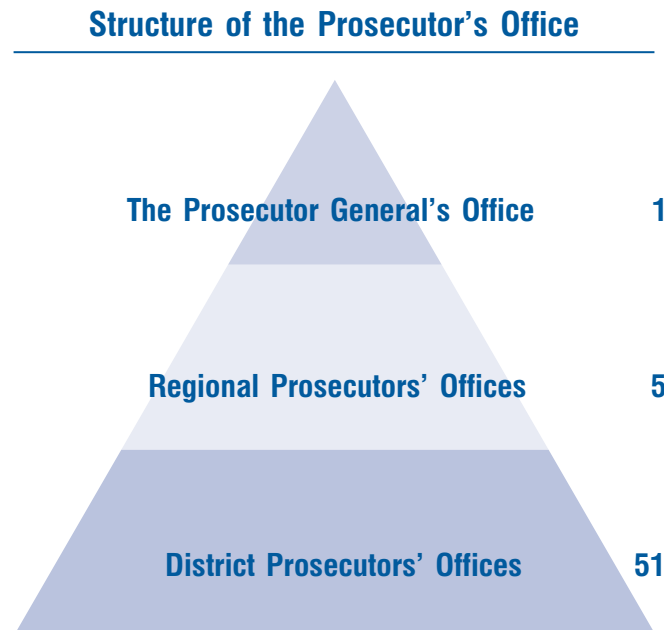 Structure of the Prosecutor's Office
The Prosecutor General's Office 1
Regional Prosecutors' Offices 5
District Prosecutors' Offices 51